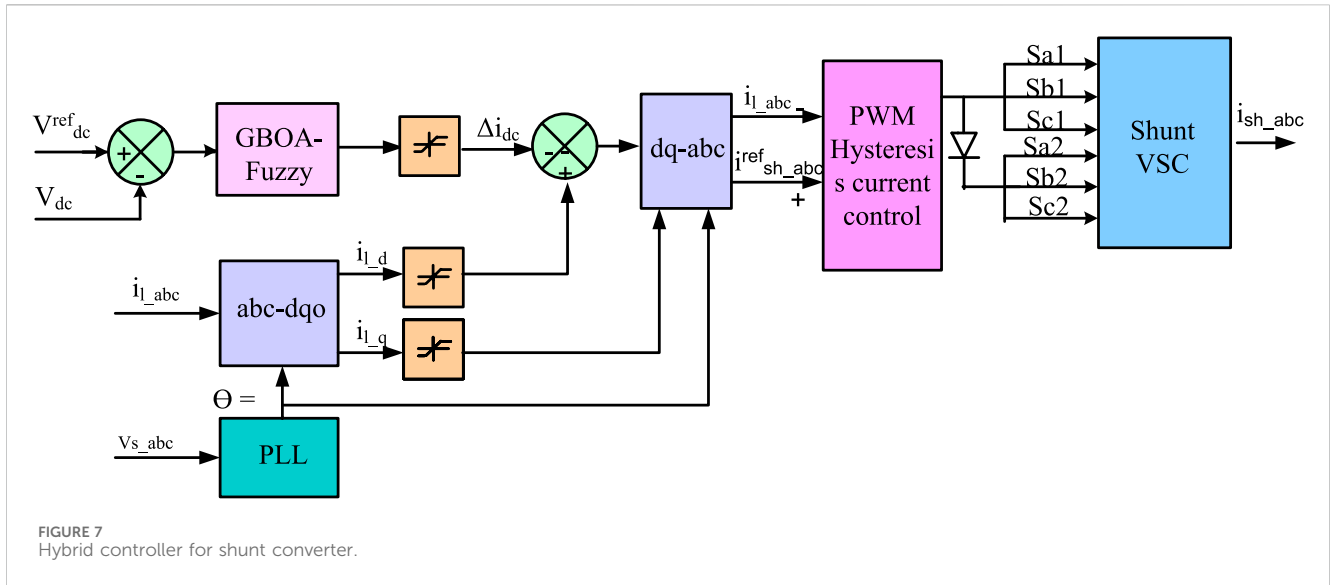 V^ref_dc
+
-
V_dc
GBOA-
Fuzzy
Δi_dc
-
-
+
dq-abc
i_l_abc
-
i^ref_sh_abc
+
PWM
Hysteresi
s current
control
Sa1
Sb1
Sc1
Sa2
Sb2
Sc2
Shunt
VSC
i_sh_abc
i_l_abc
abc-dqo
i_l_d
i_l_q
Θ =
Vs_abc
PLL
FIGURE 7
Hybrid controller for shunt converter.